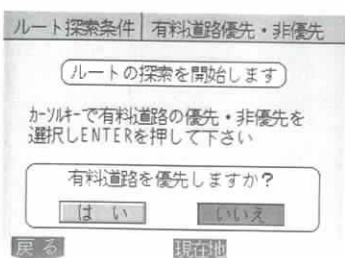 ルート探索条件 有料道路優先・非優先
ルートの探索を開始します
カーソルキーで有料道路の優先・非優先を
選択しENTERを押して下さい
有料道路を優先しますか?
はい いいえ
戻る 現在地